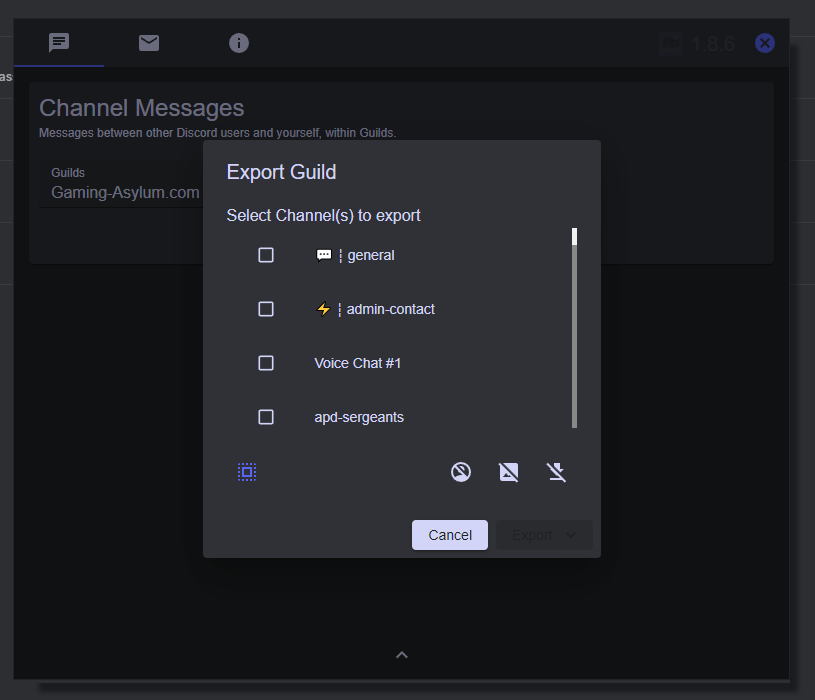 1.8.6
as
Channel Messages
Messages between other Discord users and yourself, within Guilds.
Guilds
Gaming-Asylum.com
Export Guild
Select Channel(s) to export
💬 ¦ general
⚡ ¦ admin-contact
Voice Chat #1
apd-sergeants
Cancel
Export